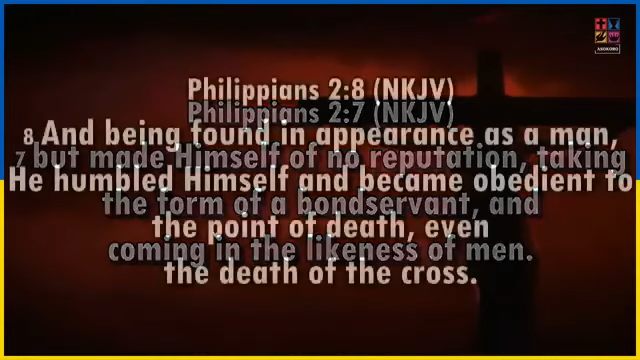 Philippians 2:8 (NKJV)
Philippians 2:7 (NKJV)
8 And being found in appearance as a man,
7 but made Himself of no reputation, taking
He humbled Himself and became obedient to
the form of a bondservant, and
the point of death, even
coming in the likeness of men.
the death of the cross.
ASOKORO